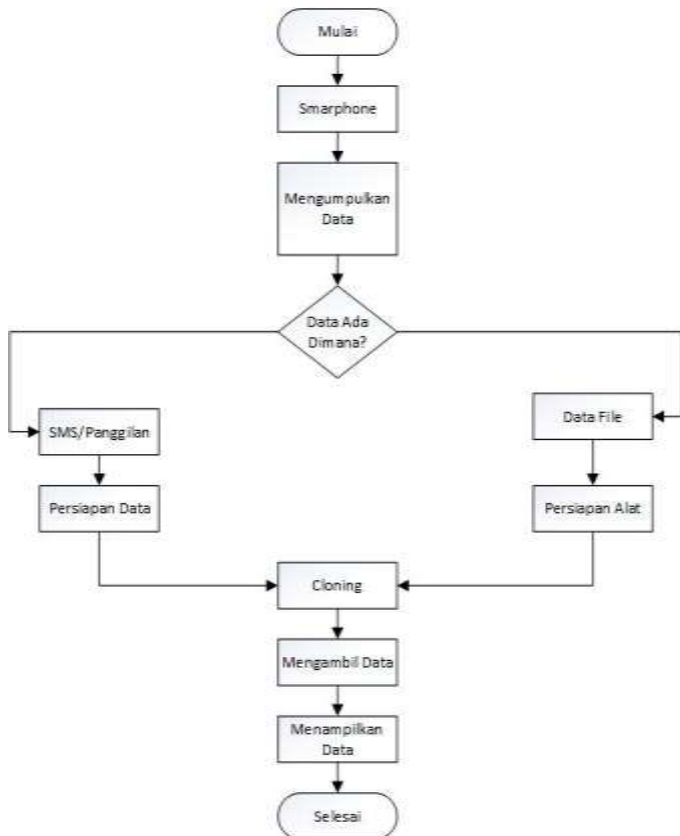 Mulai
Smarphone
Mengumpulkan
Data
Data Ada
Dimana?
SMS/Panggilan
Data File
Persiapan Data
Persiapan Alat
Cloning
Mengambil Data
Menampilkan
Data
Selesai